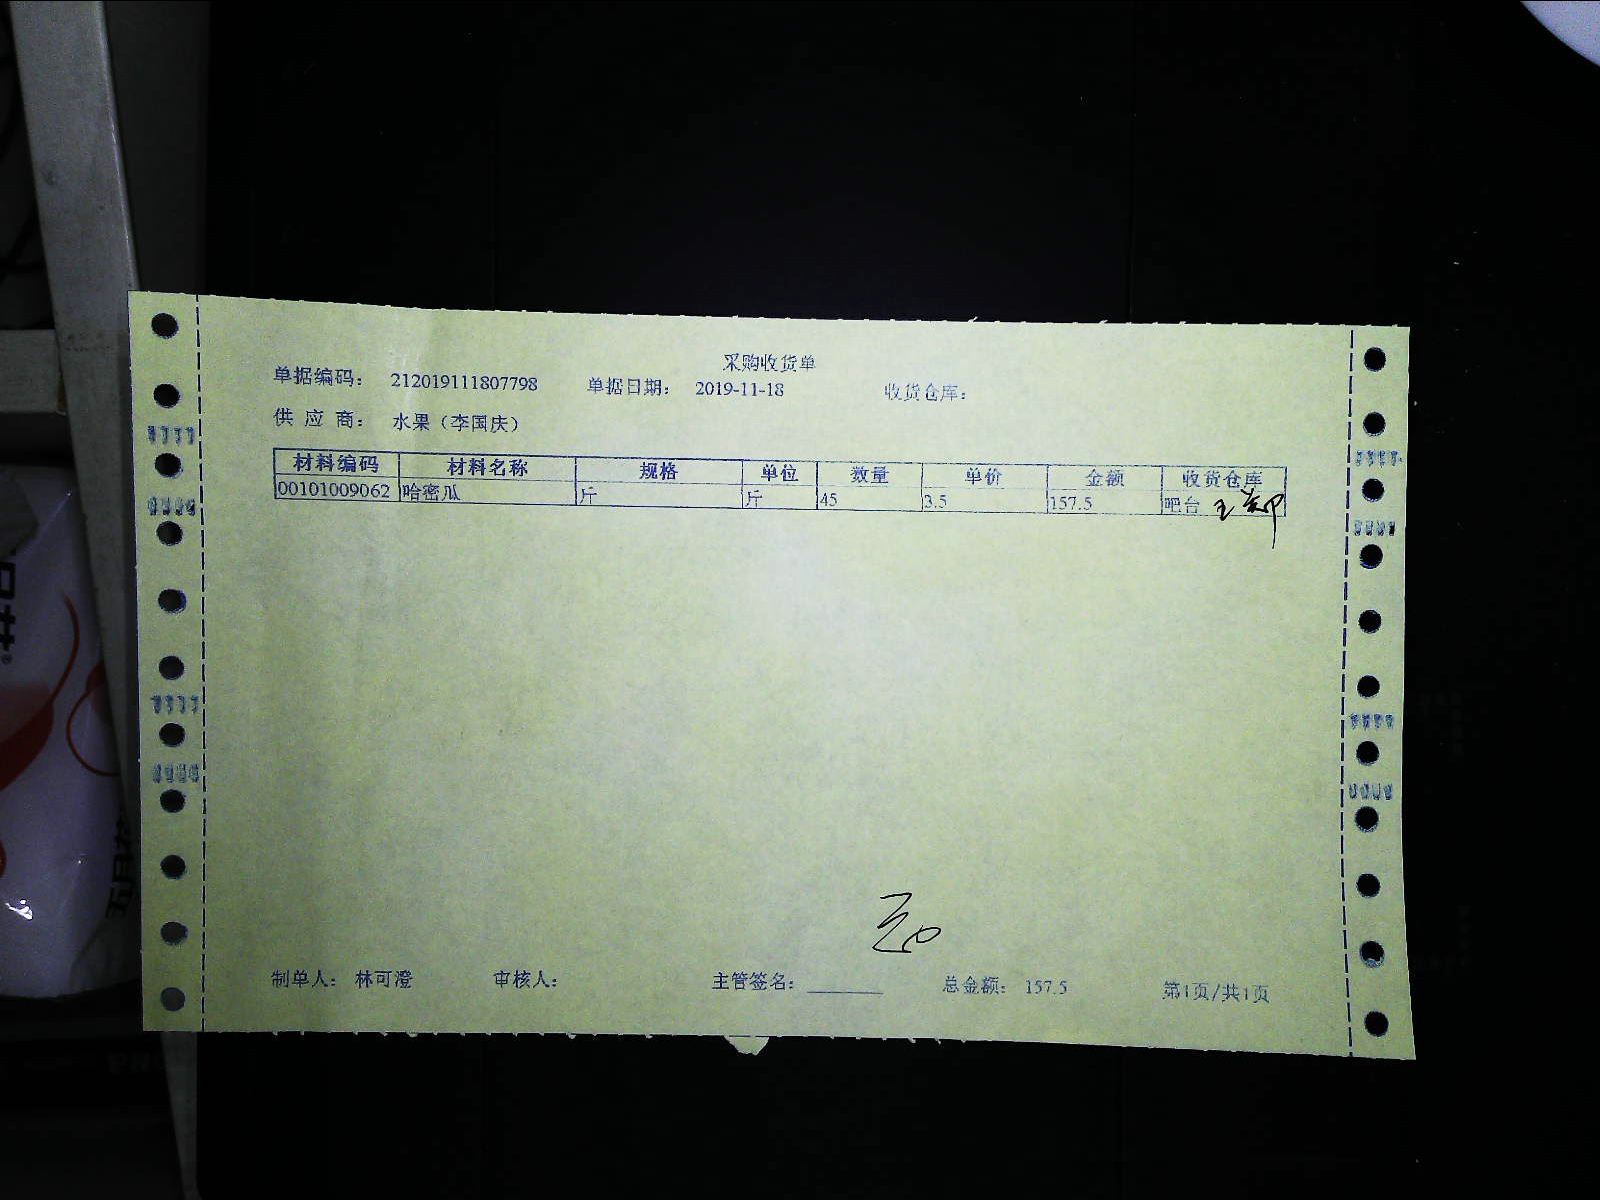 采购收货单
单据编码： 212019111807798 单据日期： 2019-11-18 收货仓库：
供 应 商： 水果（李国庆）
材料编码 材料名称 规格 单位 数量 单价 金额 收货仓库
00101009062 哈密瓜 斤 斤 45 3.5 157.5 吧台
制单人： 林可澄 审核人： 主管签名： 总金额： 157.5 第1页/共1页